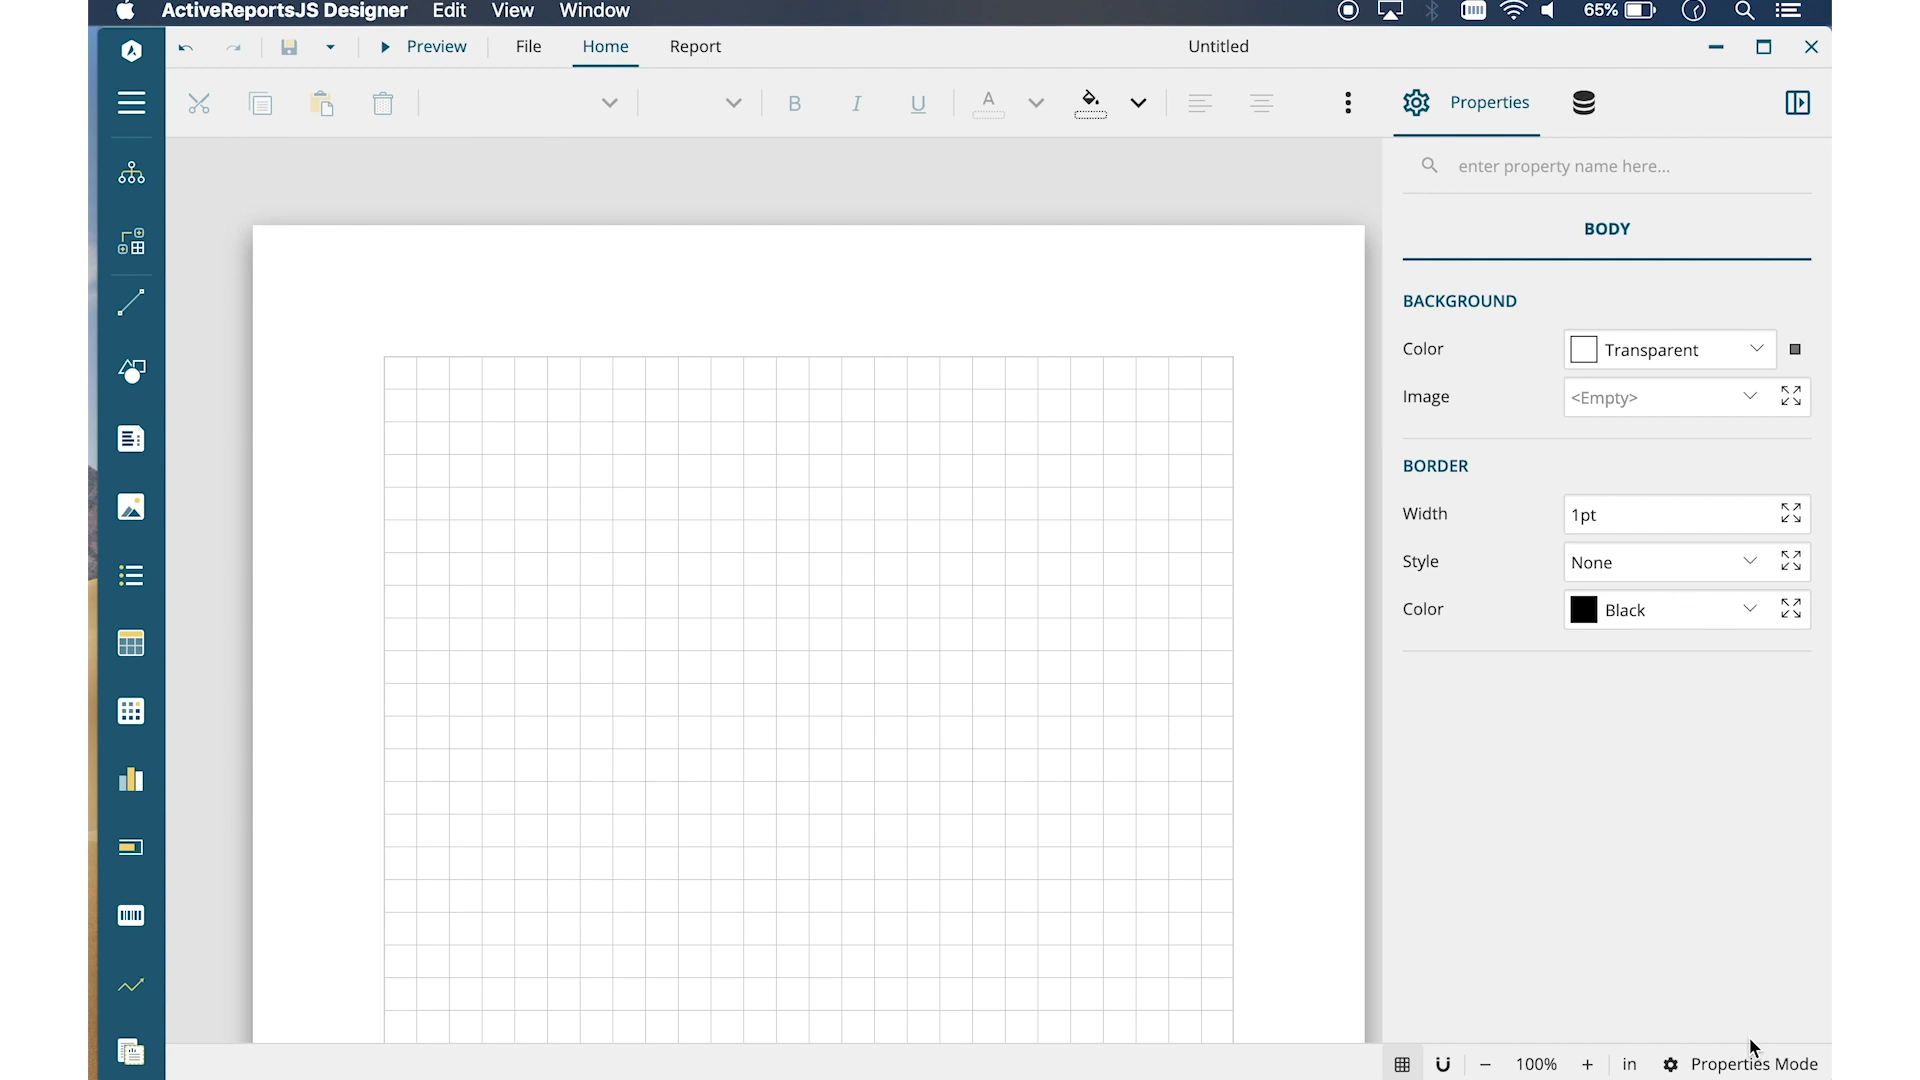 ActiveReportsJS Designer Edit View Window 65%
Preview File Home Report Untitled
B I U A Properties
enter property name here...
BODY
BACKGROUND
Color Transparent
Image <Empty>
BORDER
Width 1pt
Style None
Color Black
100% in Properties Mode